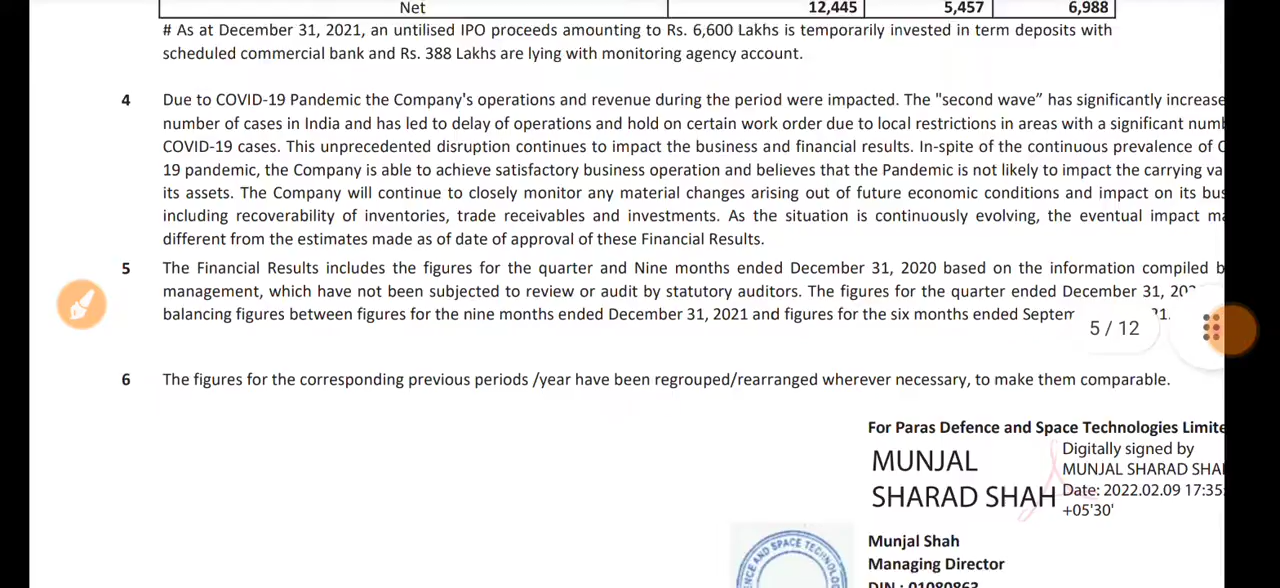 Net 12,445 5,457 6,988
# As at December 31, 2021, an untilised IPO proceeds amounting to Rs. 6,600 Lakhs is temporarily invested in term deposits with
scheduled commercial bank and Rs. 388 Lakhs are lying with monitoring agency account.
4 Due to COVID-19 Pandemic the Company's operations and revenue during the period were impacted. The "second wave” has significantly increase
number of cases in India and has led to delay of operations and hold on certain work order due to local restrictions in areas with a significant
COVID-19 cases. This unprecedented disruption continues to impact the business and financial results. In-spite of the continuous prevalence of
19 pandemic, the Company is able to achieve satisfactory business operation and believes that the Pandemic is not likely to impact the carrying va
its assets. The Company will continue to closely monitor any material changes arising out of future economic conditions and impact on its bus
including recoverability of inventories, trade receivables and investments. As the situation is continuously evolving, the eventual impact
different from the estimates made as of date of approval of these Financial Results.
5 The Financial Results includes the figures for the quarter and Nine months ended December 31, 2020 based on the information compiled b
management, which have not been subjected to review or audit by statutory auditors. The figures for the quarter ended December 31,
balancing figures between figures for the nine months ended December 31, 2021 and figures for the six months ended Septem
5 / 12
6 The figures for the corresponding previous periods /year have been regrouped/rearranged wherever necessary, to make them comparable.
For Paras Defence and Space Technologies Limite
MUNJAL
SHARAD SHAH
Digitally signed by
MUNJAL SHARAD SHA
Date: 2022.02.09 17:35
+05'30'
Munjal Shah
Managing Director
DIN : 01080863
ENCE AND SPACE TECHNOLO